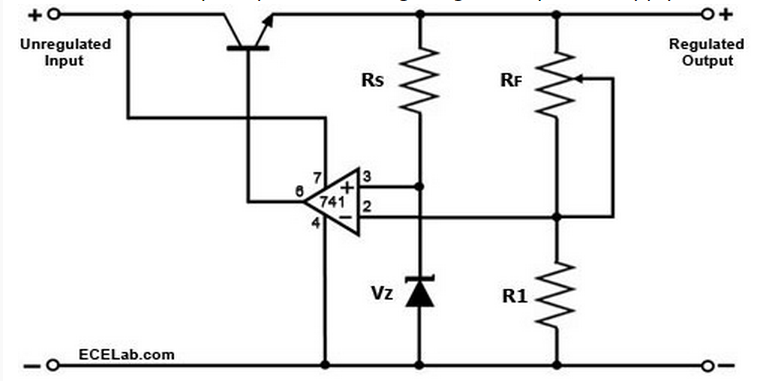 + +
Unregulated
Input
Regulated
Output
RS
RF
7
3
6
+
741
2
4
−
VZ
R1
ECELab.com
− −